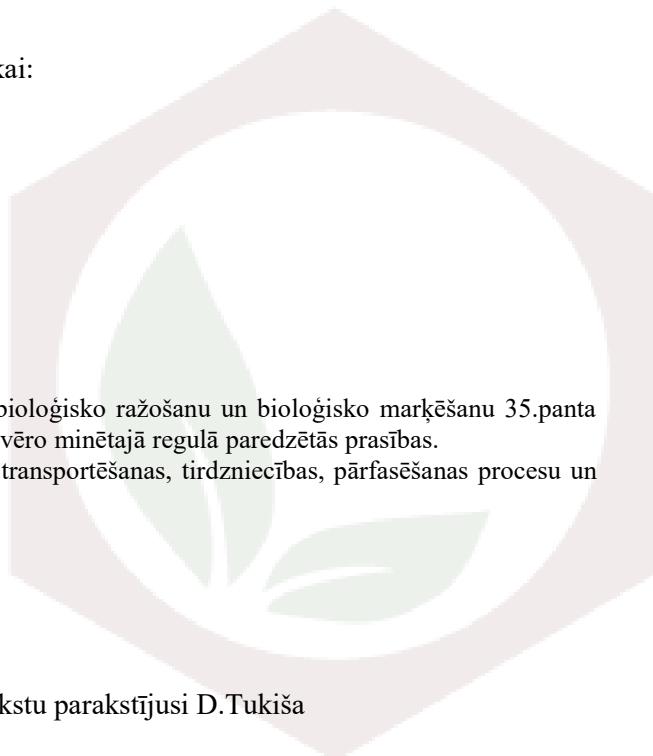 kai:
bioloģisko ražošanu un bioloģisko marķēšanu 35.panta
vēro minētajā regulā paredzētās prasības.
transportēšanas, tirdzniecības, pārfasēšanas procesu un
kstu parakstījusi D.Tukiša